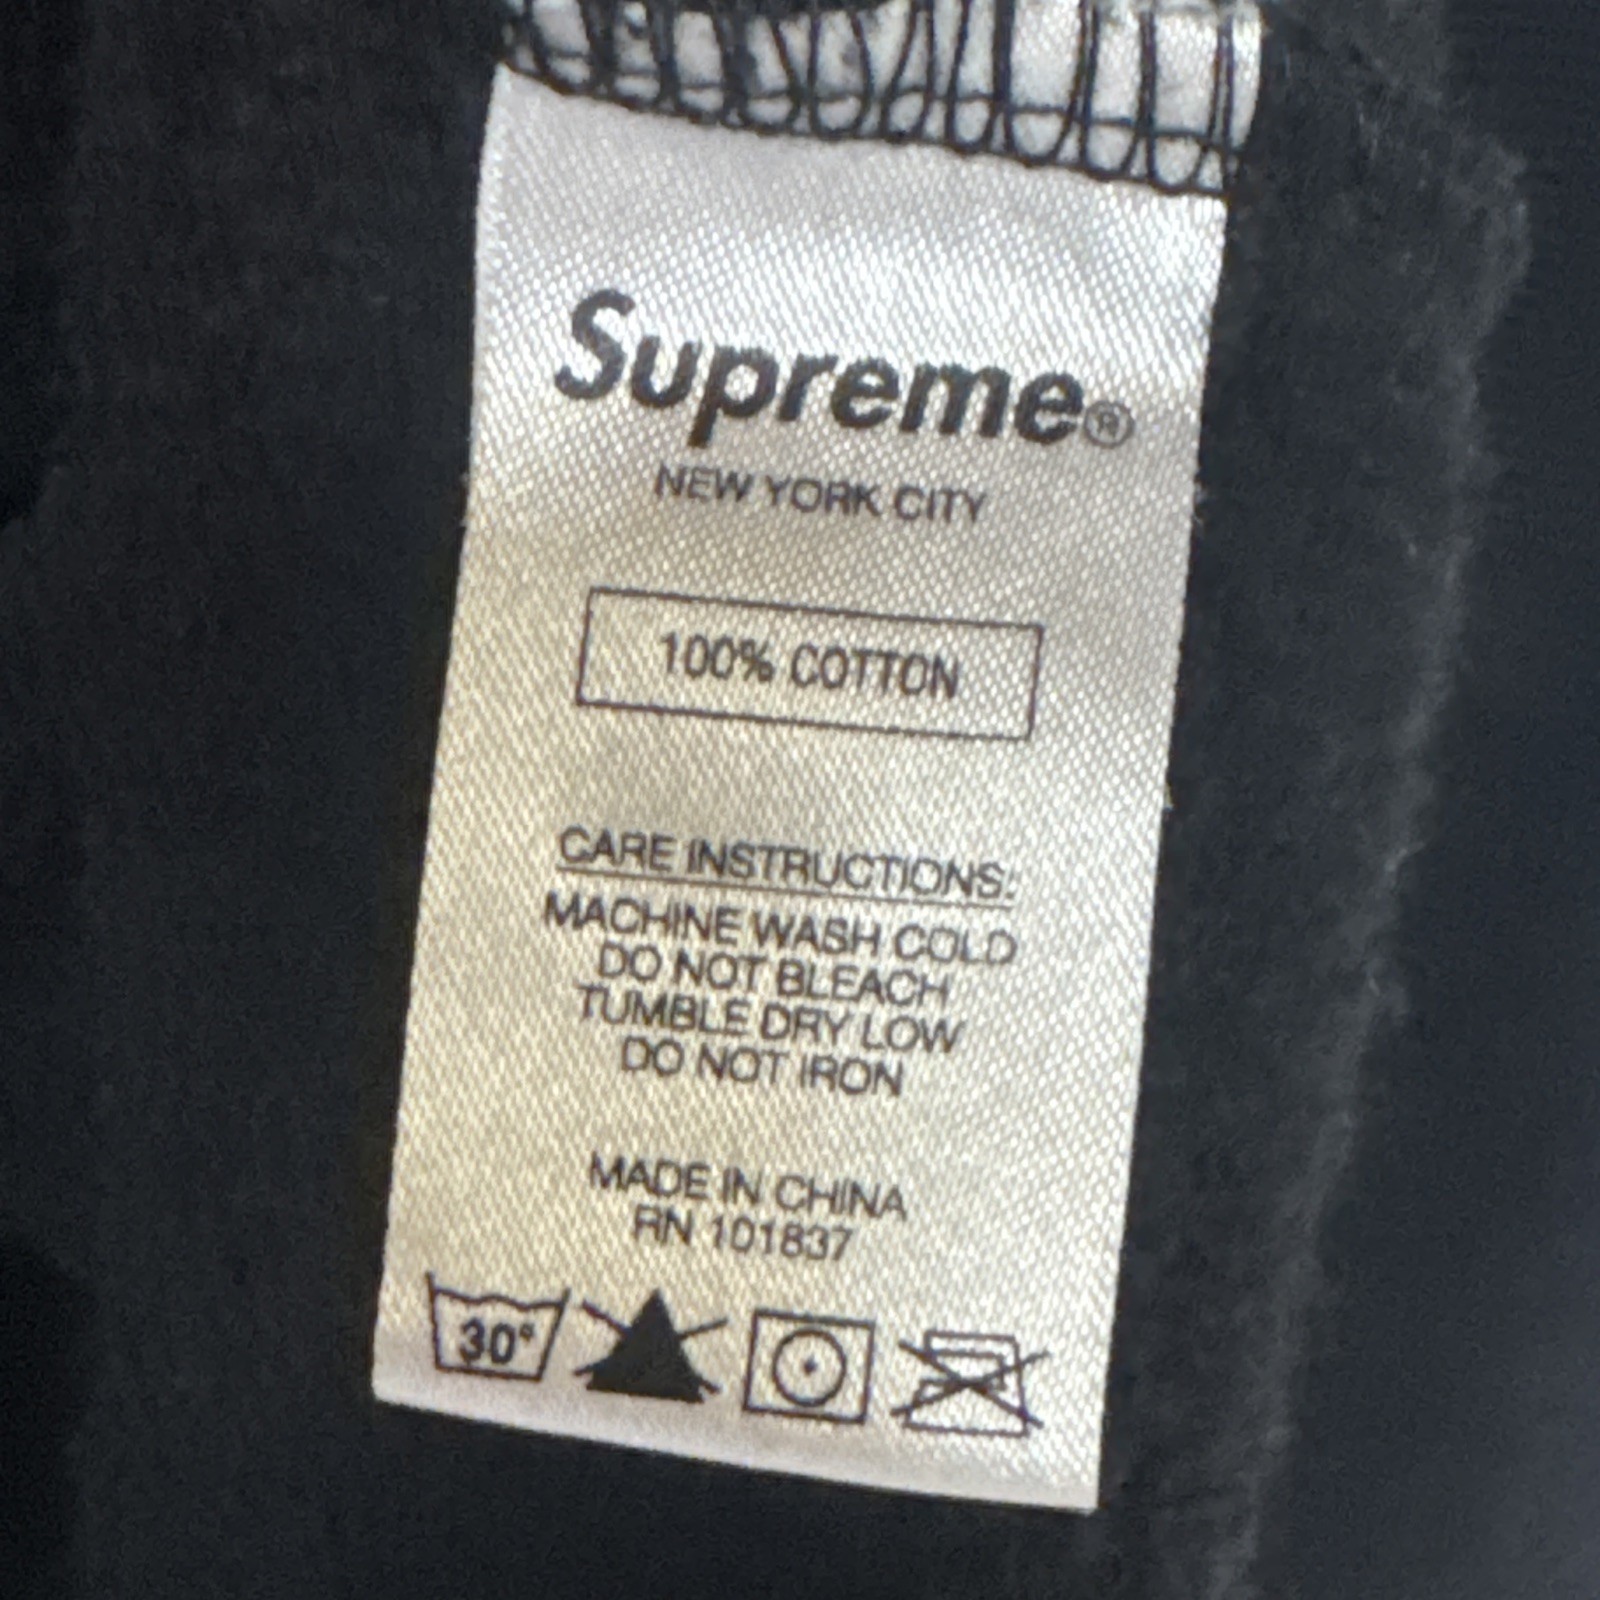 Supreme®
NEW YORK CITY
100% COTTON
CARE INSTRUCTIONS:
MACHINE WASH COLD
DO NOT BLEACH
TUMBLE DRY LOW
DO NOT IRON
MADE IN CHINA
RN 101837
30°